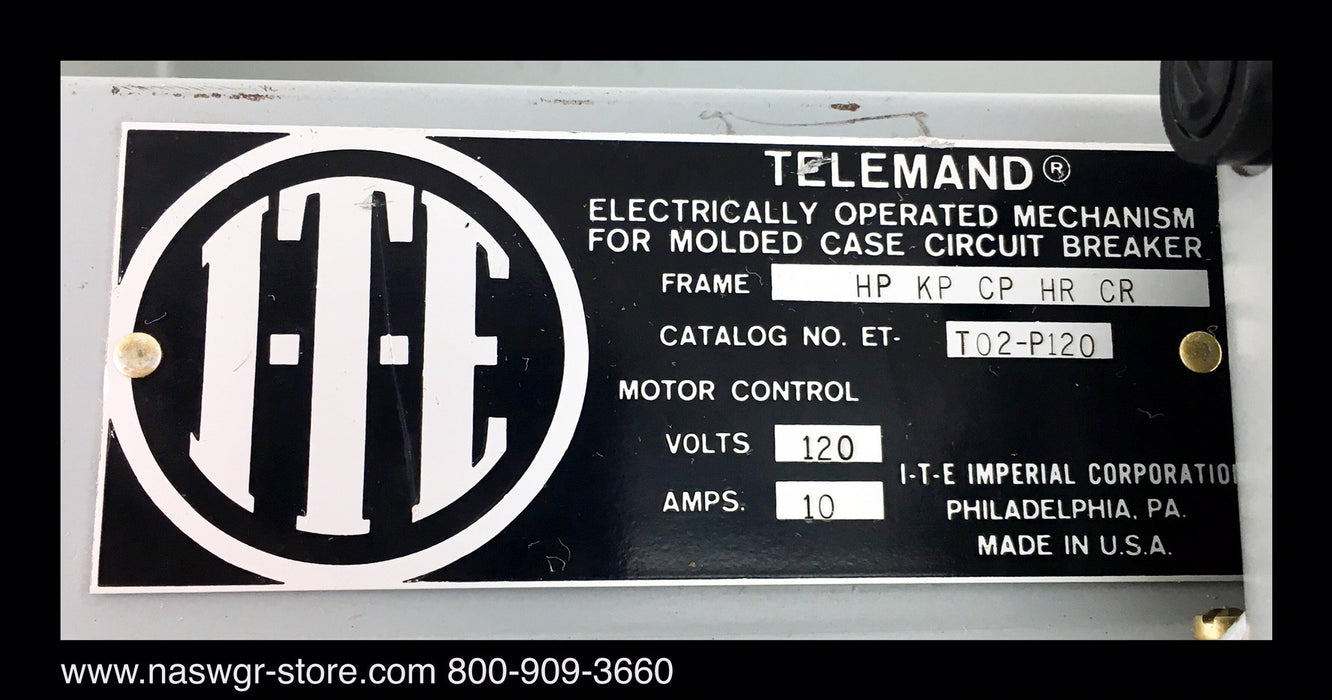 I-T-E
TELEMAND®
ELECTRICALLY OPERATED MECHANISM
FOR MOLDED CASE CIRCUIT BREAKER
FRAME HP KP CP HR CR
CATALOG NO. ET- T02-P120
MOTOR CONTROL
VOLTS 120
AMPS. 10
I-T-E IMPERIAL CORPORATION
PHILADELPHIA, PA.
MADE IN U.S.A.
www.naswgr-store.com 800-909-3660